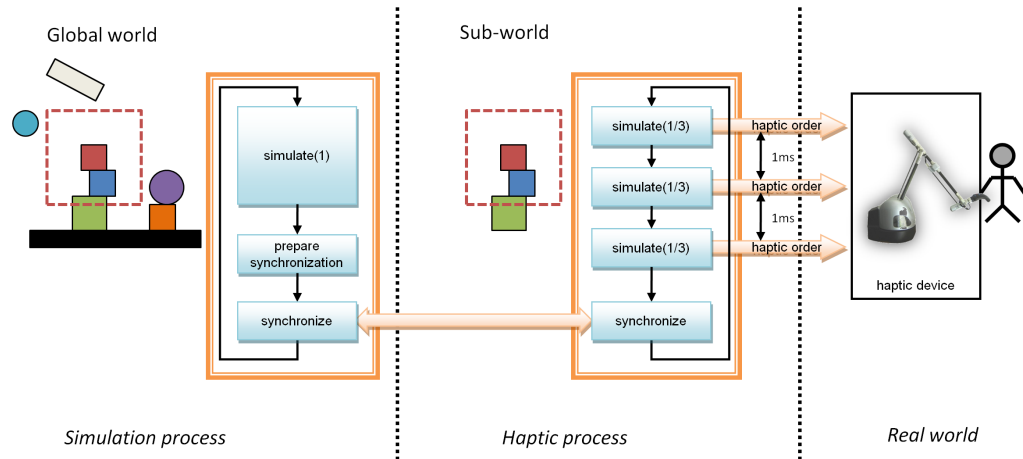 Global world
Sub-world
simulate(1)
prepare
synchronization
synchronize
simulate(1/3)
simulate(1/3)
simulate(1/3)
synchronize
haptic order
1ms
haptic order
1ms
haptic order
haptic device
Simulation process
Haptic process
Real world